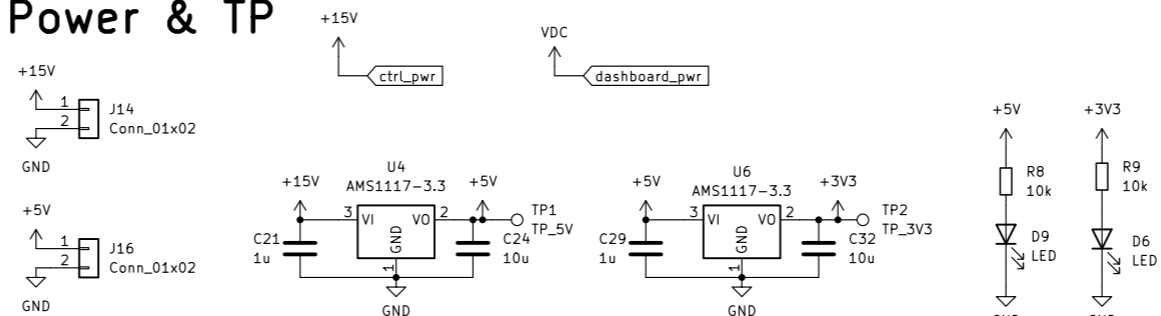 Power & TP
+15V
ctrl_pwr
VDC
dashboard_pwr
+15V
1
2
J14
Conn_01x02
GND
+5V
1
2
J16
Conn_01x02
GND
U4
AMS1117-3.3
+15V
3
VI
VO
2
GND
1
+5V
TP1
TP_5V
C21
1u
C24
10u
GND
U6
AMS1117-3.3
+5V
3
VI
VO
2
GND
1
+3V3
TP2
TP_3V3
C29
1u
C32
10u
GND
+5V
R8
10k
D9
LED
+3V3
R9
10k
D6
LED